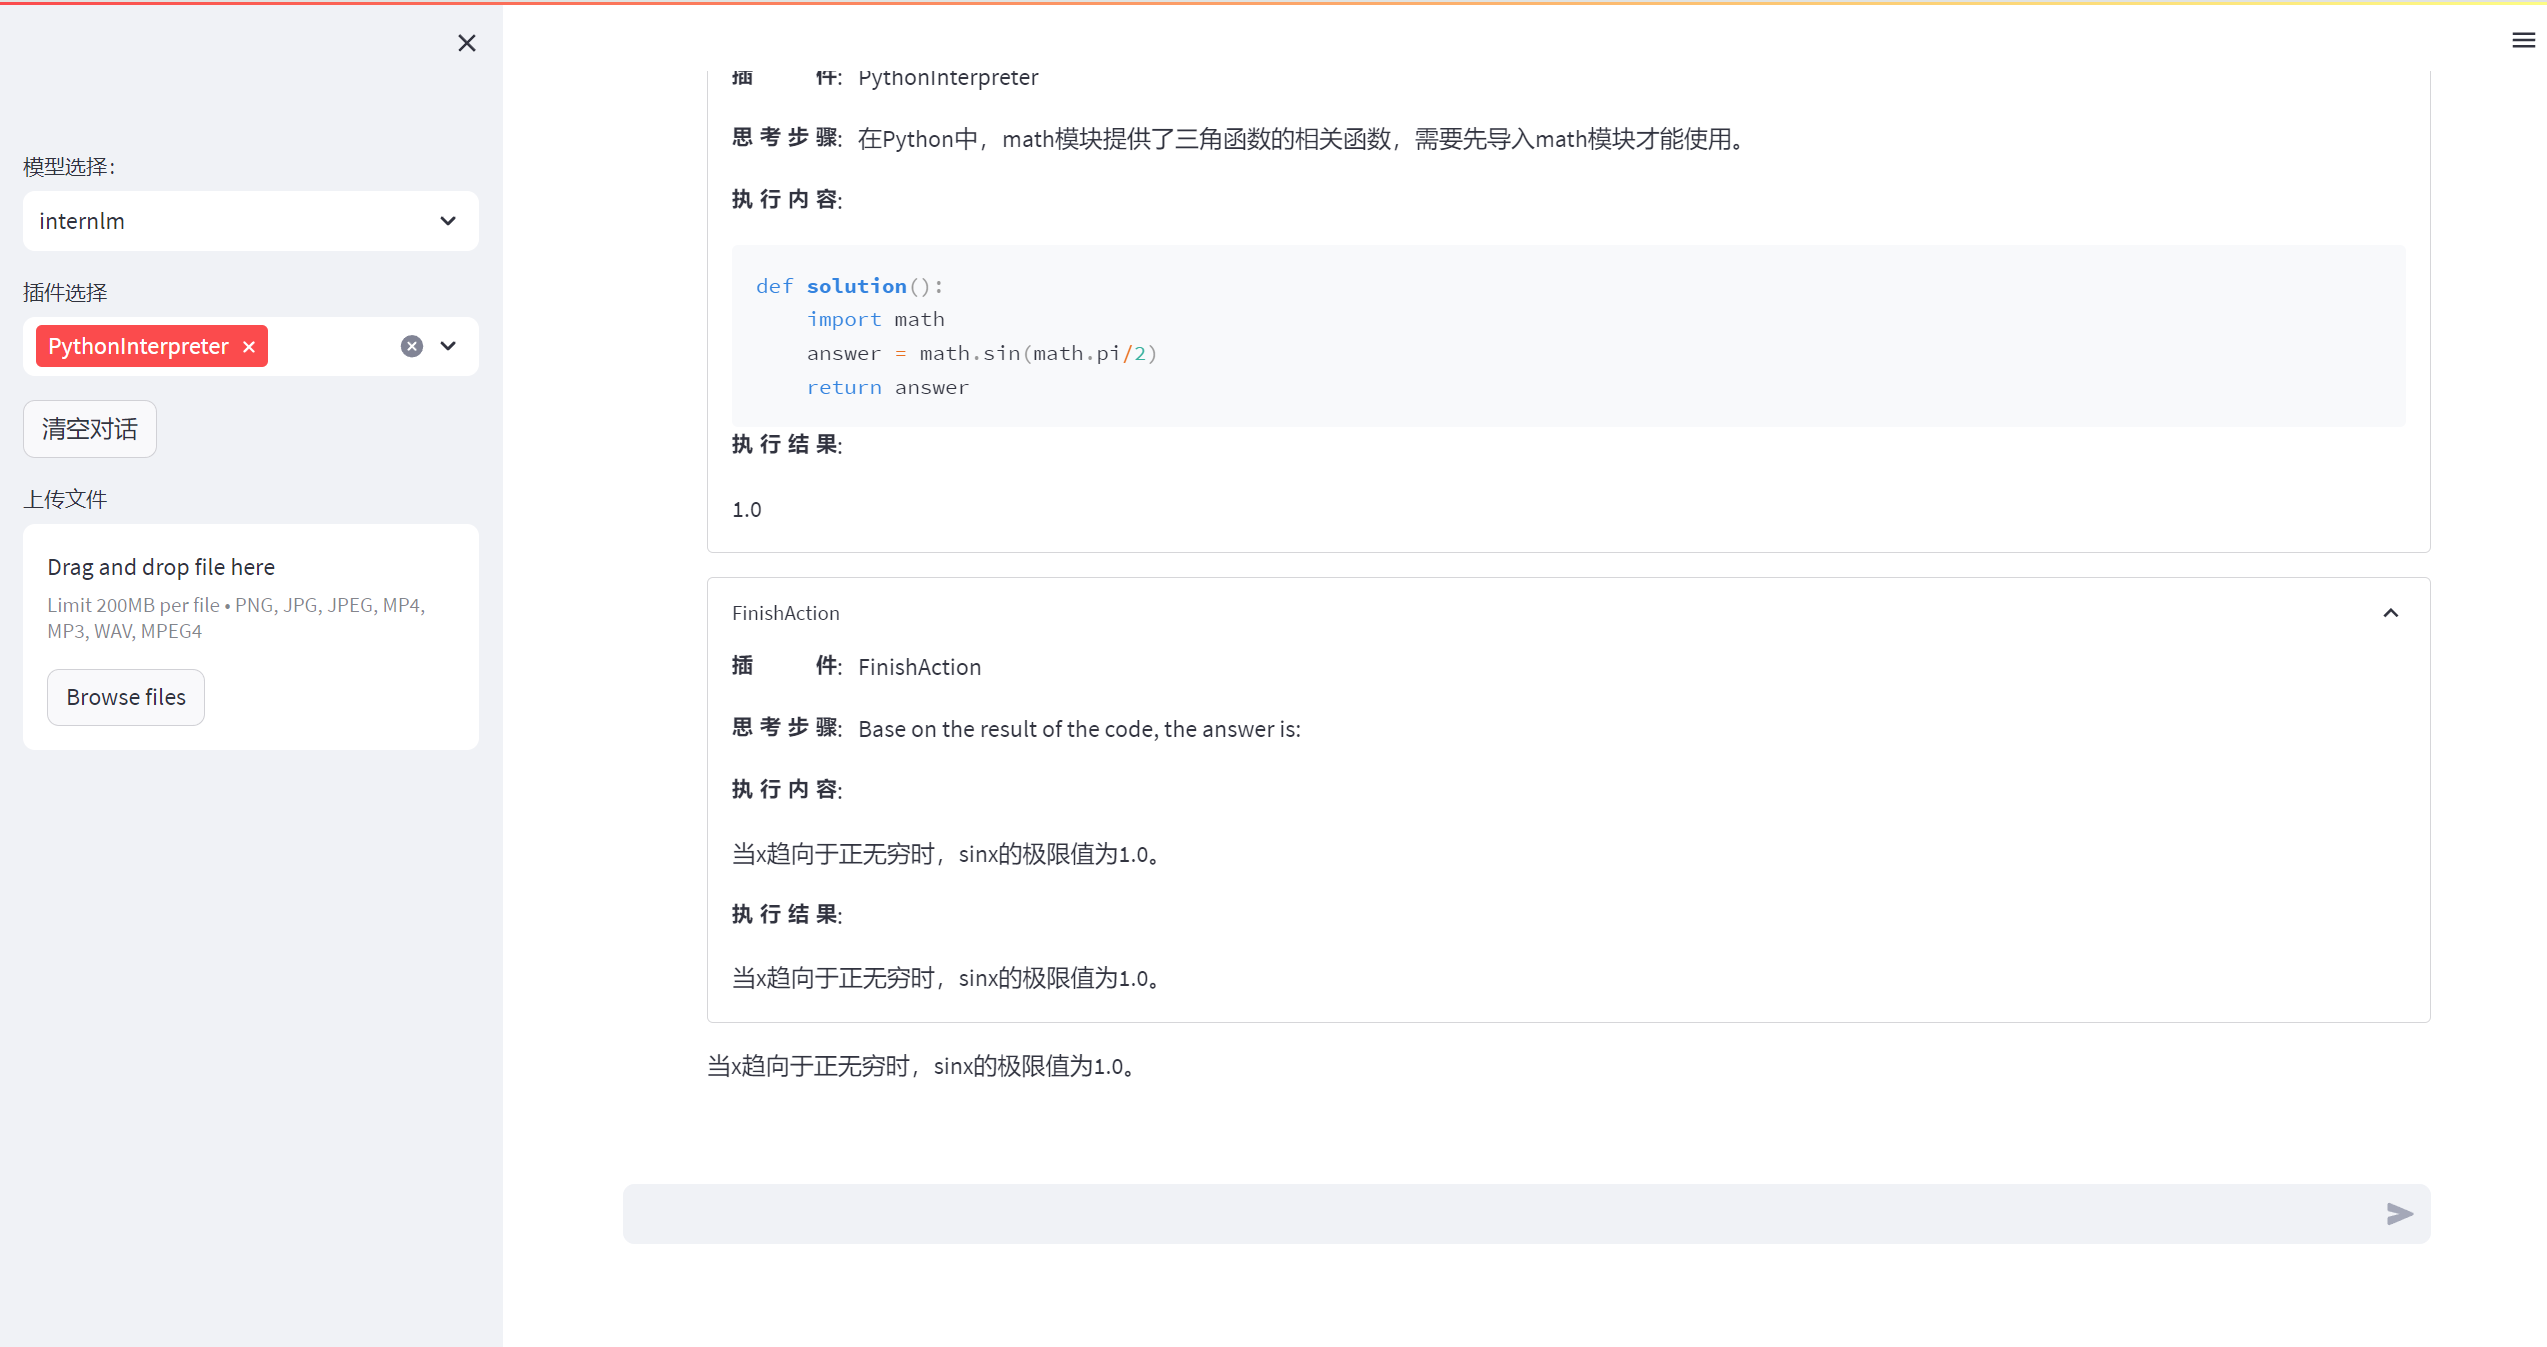 模型选择：
internlm
插件选择
PythonInterpreter
清空对话
上传文件
Drag and drop file here
Limit 200MB per file • PNG, JPG, JPEG, MP4,
MP3, WAV, MPEG4
Browse files
插 件: PythonInterpreter
思 考 步 骤: 在Python中，math模块提供了三角函数的相关函数，需要先导入math模块才能使用。
执 行 内 容:
def solution():
    import math
    answer = math.sin(math.pi/2)
    return answer
执 行 结 果:
1.0
FinishAction
插 件: FinishAction
思 考 步 骤: Base on the result of the code, the answer is:
执 行 内 容:
当x趋向于正无穷时，sinx的极限值为1.0。
执 行 结 果:
当x趋向于正无穷时，sinx的极限值为1.0。
当x趋向于正无穷时，sinx的极限值为1.0。